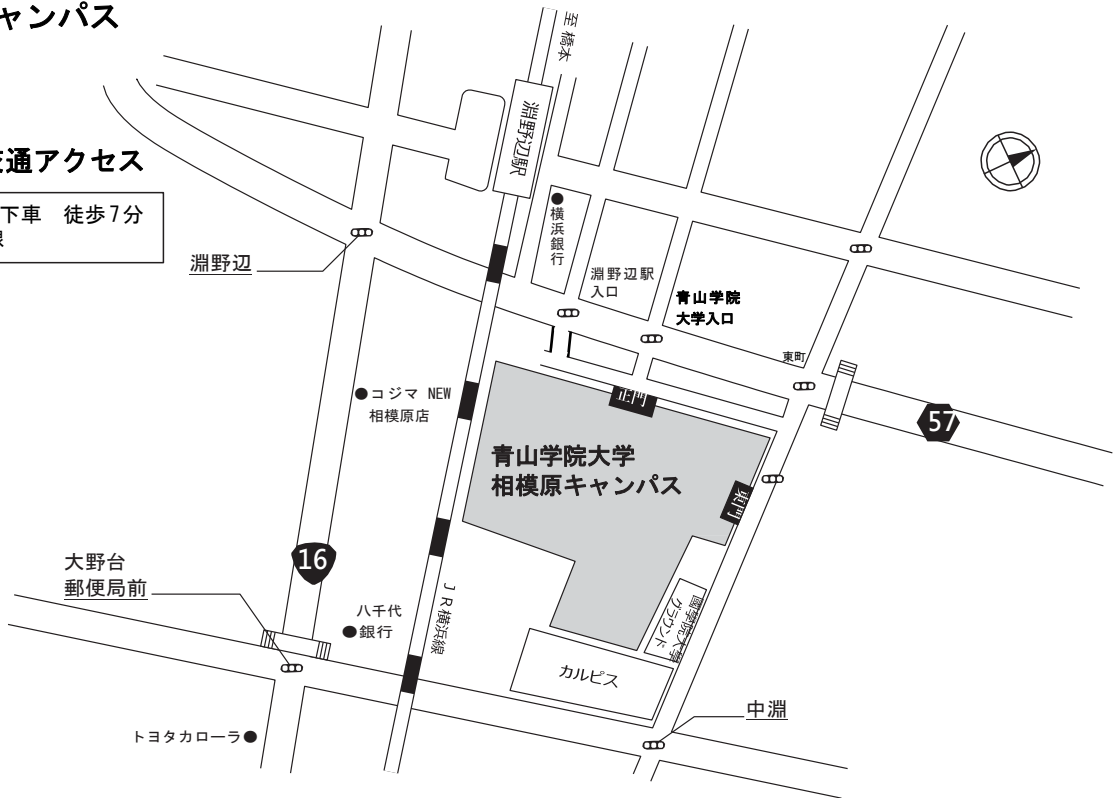 ャンパス
至 橋本
淵野辺駅
通アクセス
下車　徒歩7分
淵野辺
横浜銀行
淵野辺駅
入口
青山学院
大学入口
東町
57
コジマ NEW
相模原店
正門
青山学院大学
相模原キャンパス
東門
16
大野台
郵便局前
八千代
銀行
JR横浜線
國學院大學
グラウンド
カルピス
中淵
トヨタカローラ